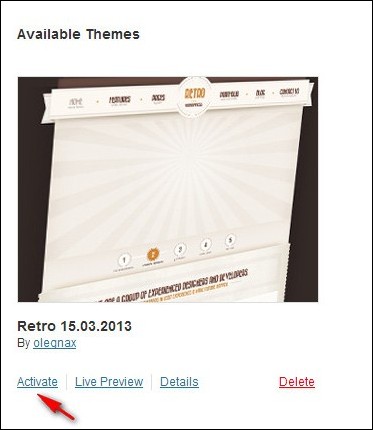 Available Themes
HOME FEATURES PAGES RETRO PORTFOLIO BLOG CONTACT US
WORDPRESS
1 2 3 4 5
ARE A GROUP OF EXPERIENCED DESIGNERS AND DEVELOPERS
Retro 15.03.2013
By olegnax
Activate Live Preview Details Delete